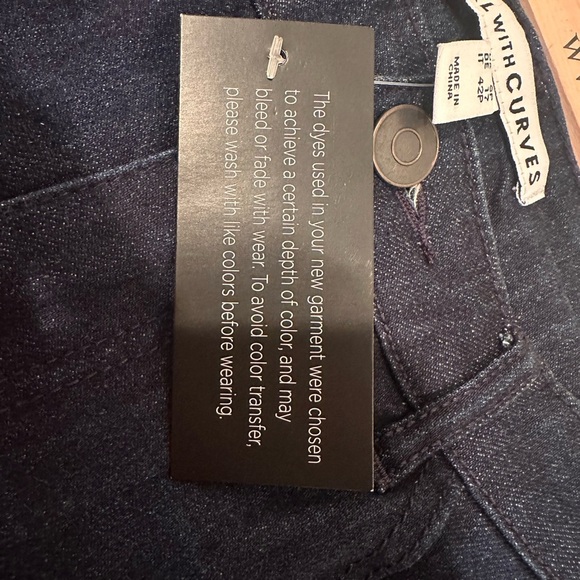 The dyes used in your new garment were chosen
to achieve a certain depth of color, and may
bleed or fade with wear. To avoid color transfer,
please wash with like colors before wearing.
WITH CURVES
IT 42P
MADE IN
CHINA
W